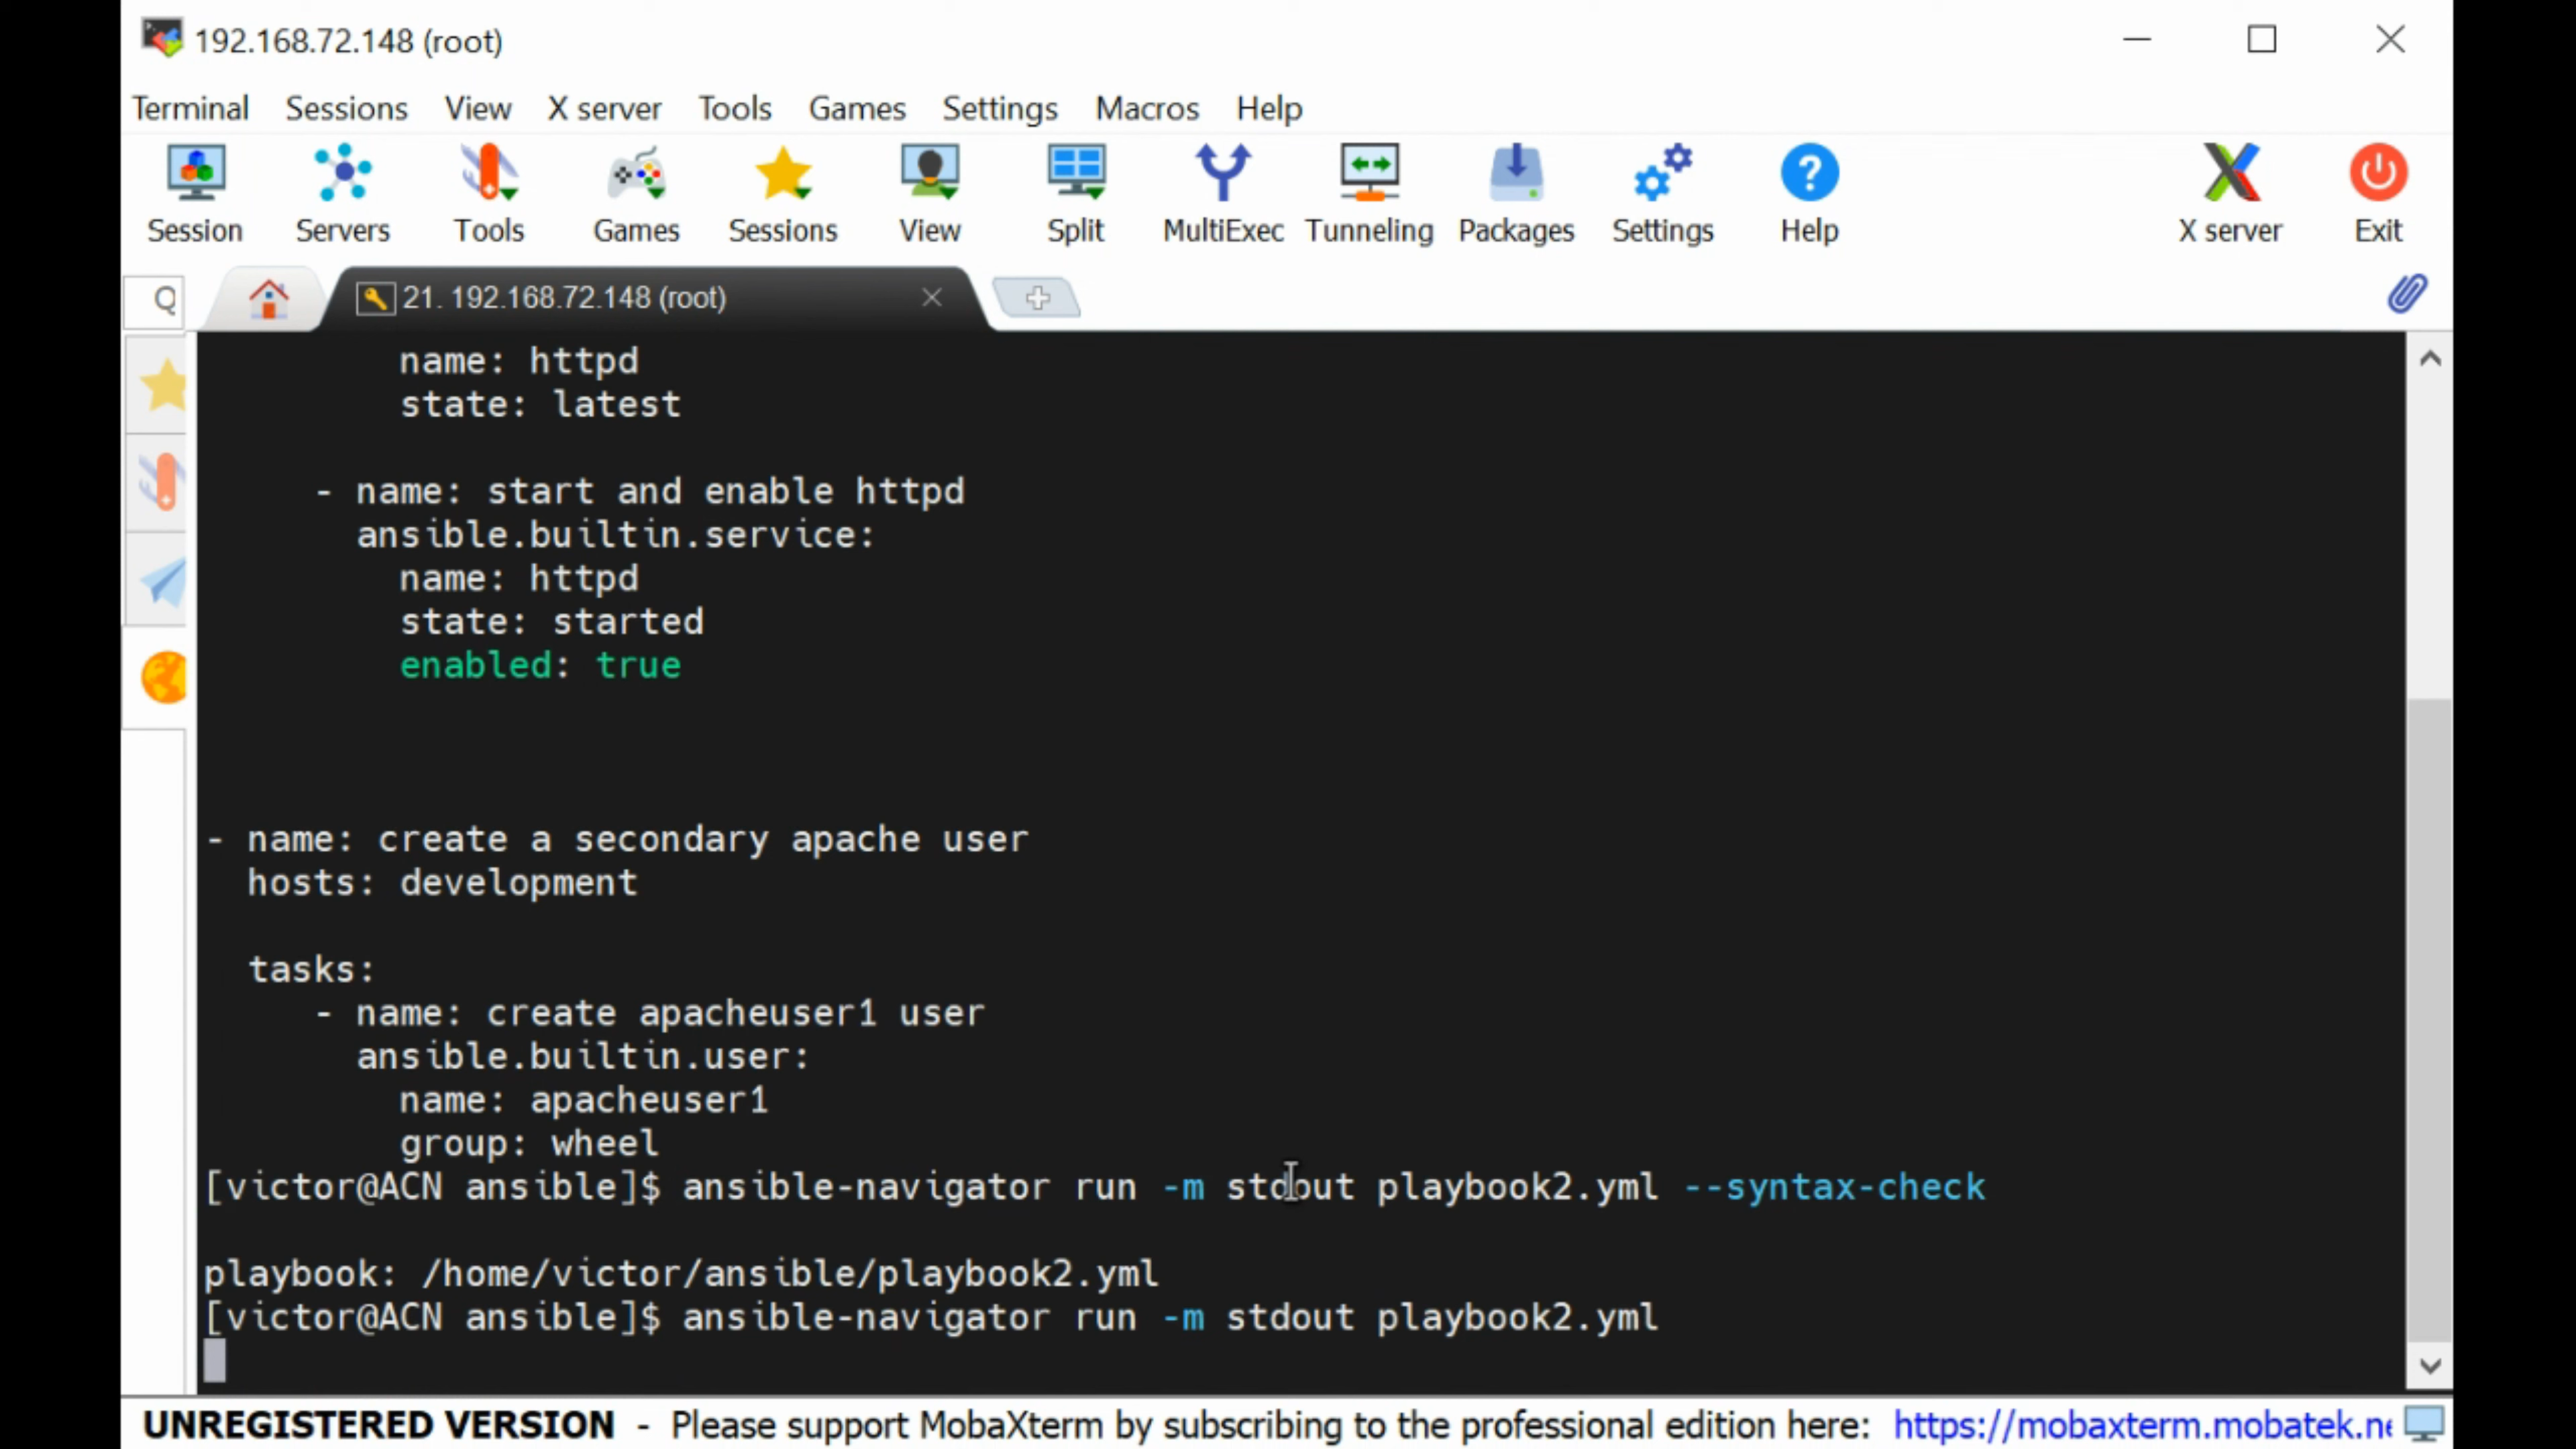 192.168.72.148 (root)
Terminal Sessions View X server Tools Games Settings Macros Help
Session Servers Tools Games Sessions View Split MultiExec Tunneling Packages Settings Help X server Exit
21. 192.168.72.148 (root)
name: httpd
state: latest
- name: start and enable httpd
ansible.builtin.service:
name: httpd
state: started
enabled: true
- name: create a secondary apache user
hosts: development
tasks:
- name: create apacheuser1 user
ansible.builtin.user:
name: apacheuser1
group: wheel
[victor@ACN ansible]$ ansible-navigator run -m stdout playbook2.yml --syntax-check
playbook: /home/victor/ansible/playbook2.yml
[victor@ACN ansible]$ ansible-navigator run -m stdout playbook2.yml
UNREGISTERED VERSION - Please support MobaXterm by subscribing to the professional edition here: https://mobaxterm.mobatek.ne